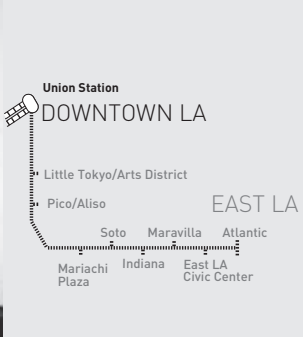 Union Station
DOWNTOWN LA
Little Tokyo/Arts District
Pico/Aliso
EAST LA
Soto
Maravilla
Atlantic
Mariachi
Plaza
Indiana
East LA
Civic Center